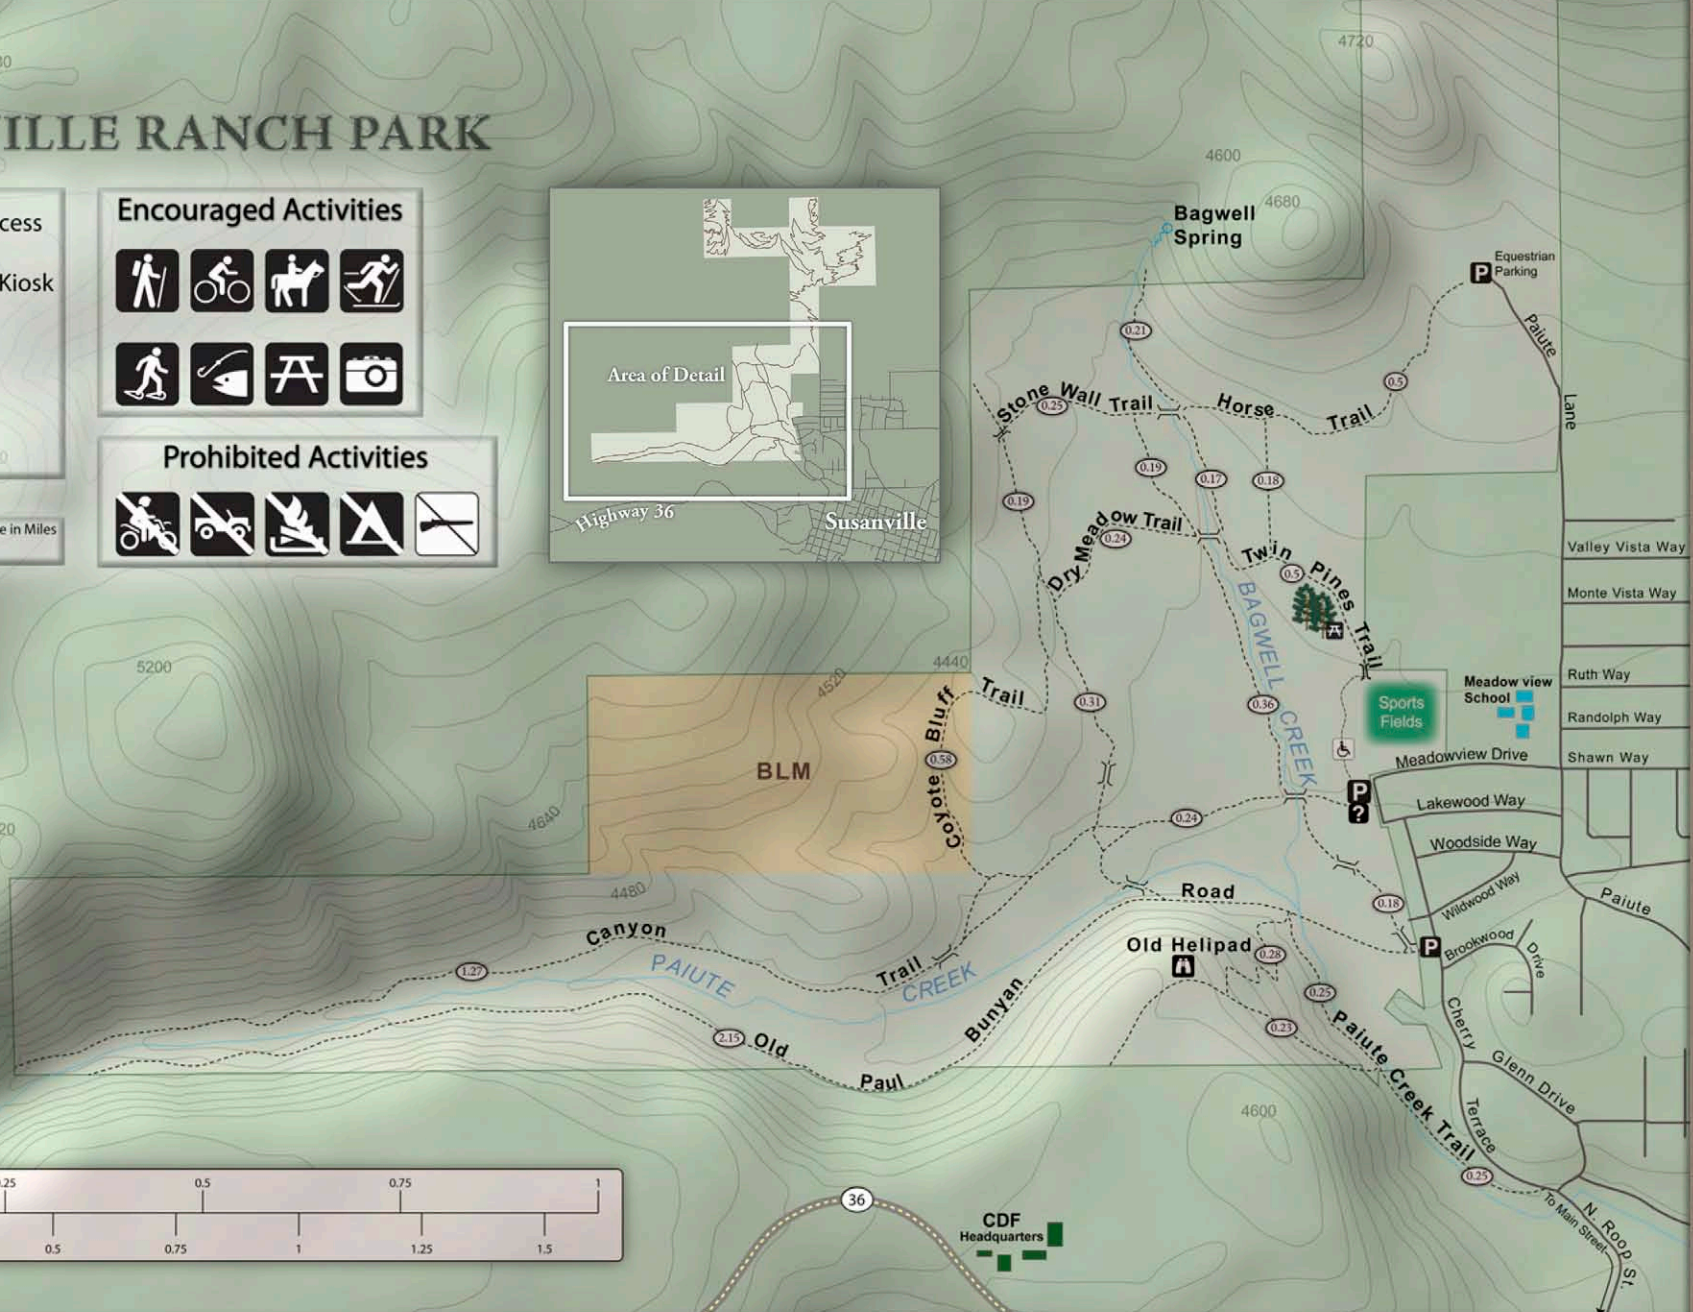 VILLE RANCH PARK
cess
Kiosk
0
e in Miles
Encouraged Activities
Prohibited Activities
Area of Detail
Highway 36
Susanville
4720
4600
4680
Bagwell
Spring
P
Equestrian
Parking
Paiute
Lane
0.21
0.5
Stone Wall Trail
0.25
Horse Trail
0.19
0.17
0.18
0.19
Dry Meadow Trail
0.24
Twin Pines Trail
0.5
BAGWELL CREEK
Valley Vista Way
Monte Vista Way
Ruth Way
Randolph Way
Shawn Way
Meadow view
School
Sports
Fields
Meadowview Drive
Lakewood Way
Woodside Way
Wildwood Way
Brookwood Drive
Paiute
P
?
0.31
0.36
0.24
0.18
P
5200
4440
4520
4640
4480
20
BLM
Coyote Bluff Trail
0.58
Canyon Trail
1.27
PAIUTE CREEK
2.15
Old Paul Bunyan Road
Old Helipad
0.28
0.25
0.23
Paiute Creek Trail
0.25
Cherry
Terrace
Glenn Drive
To Main Street
N. Roop St.
4600
36
CDF
Headquarters
.25
0.5
0.75
1
0.5
0.75
1
1.25
1.5